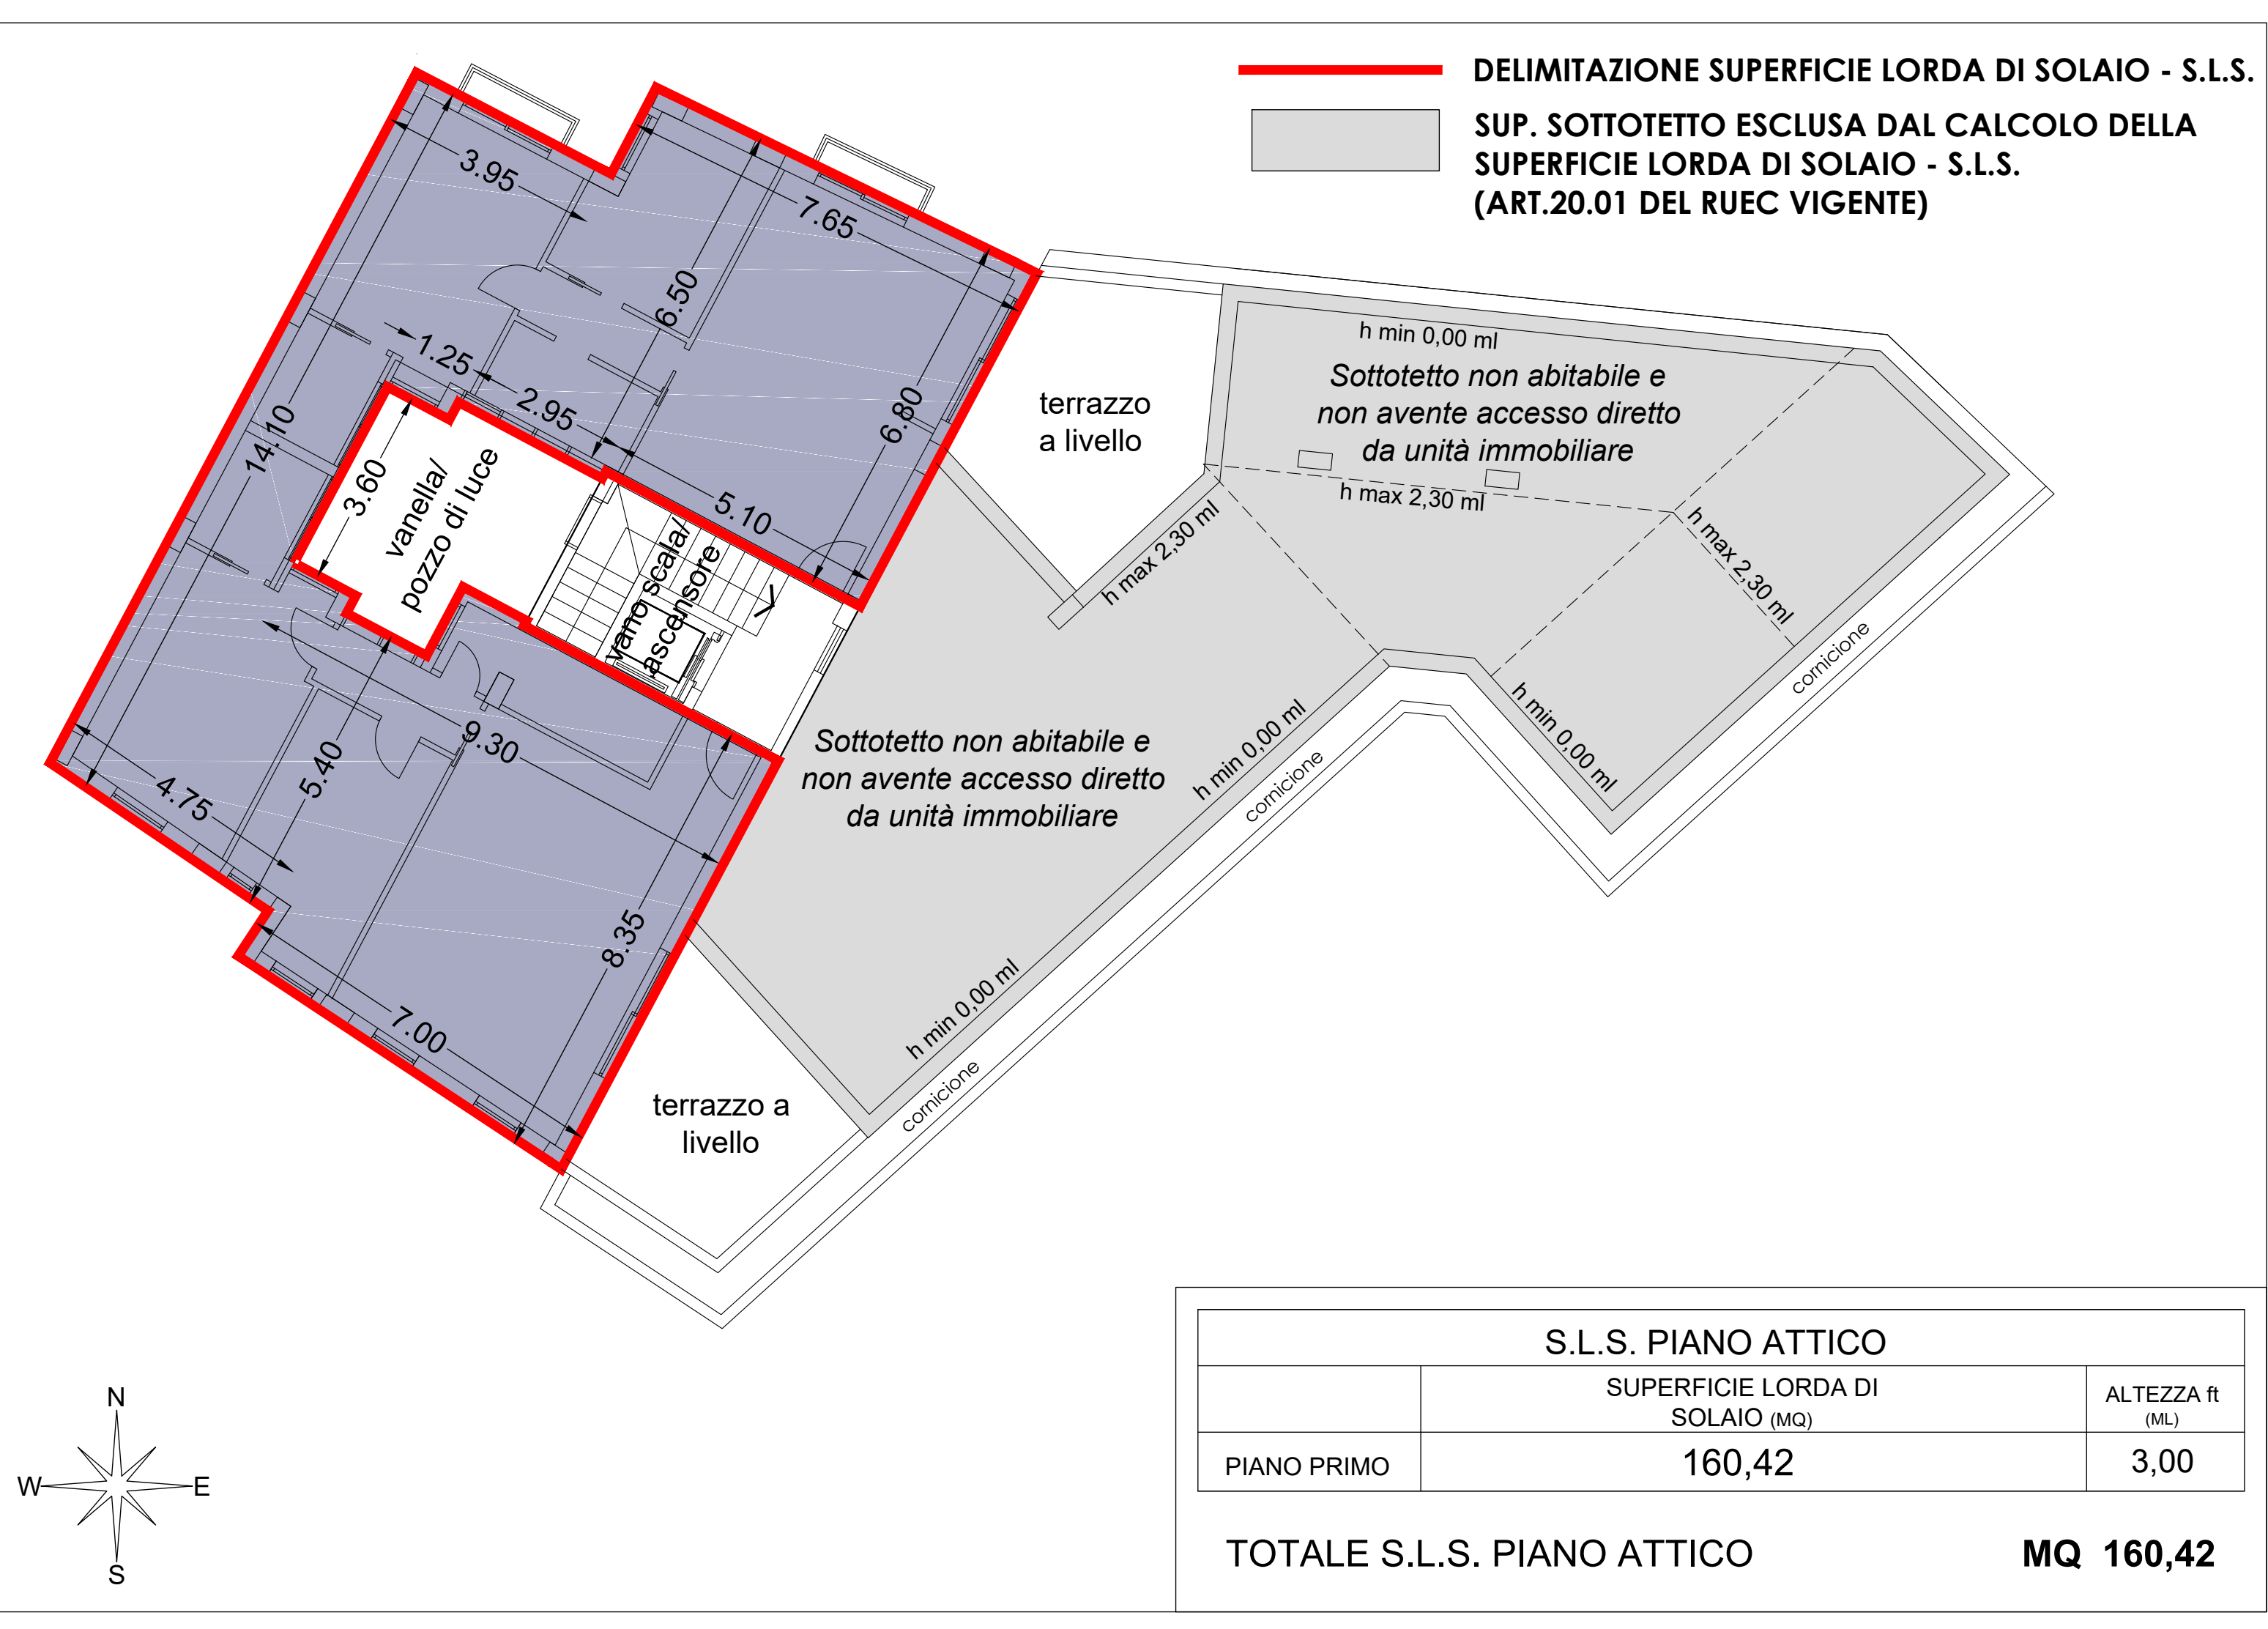 DELIMITAZIONE SUPERFICIE LORDA DI SOLAIO - S.L.S.
SUP. SOTTOTETTO ESCLUSA DAL CALCOLO DELLA
SUPERFICIE LORDA DI SOLAIO - S.L.S.
(ART.20.01 DEL RUEC VIGENTE)
3.95
7.65
6.50
1.25
2.95
6.80
14.10
3.60
vanella/
pozzo di luce
5.10
vano scala/
ascensore
terrazzo
a livello
h min 0,00 ml
Sottotetto non abitabile e
non avente accesso diretto
da unità immobiliare
h max 2,30 ml
h max 2,30 ml
h max 2,30 ml
cornicione
h min 0,00 ml
9.30
5.40
4.75
8.35
7.00
Sottotetto non abitabile e
non avente accesso diretto
da unità immobiliare
h min 0,00 ml
cornicione
h min 0,00 ml
cornicione
terrazzo a
livello
S.L.S. PIANO ATTICO
SUPERFICIE LORDA DI
SOLAIO (MQ)
ALTEZZA ft
(ML)
PIANO PRIMO 160,42 3,00
TOTALE S.L.S. PIANO ATTICO MQ 160,42
N
W E
S